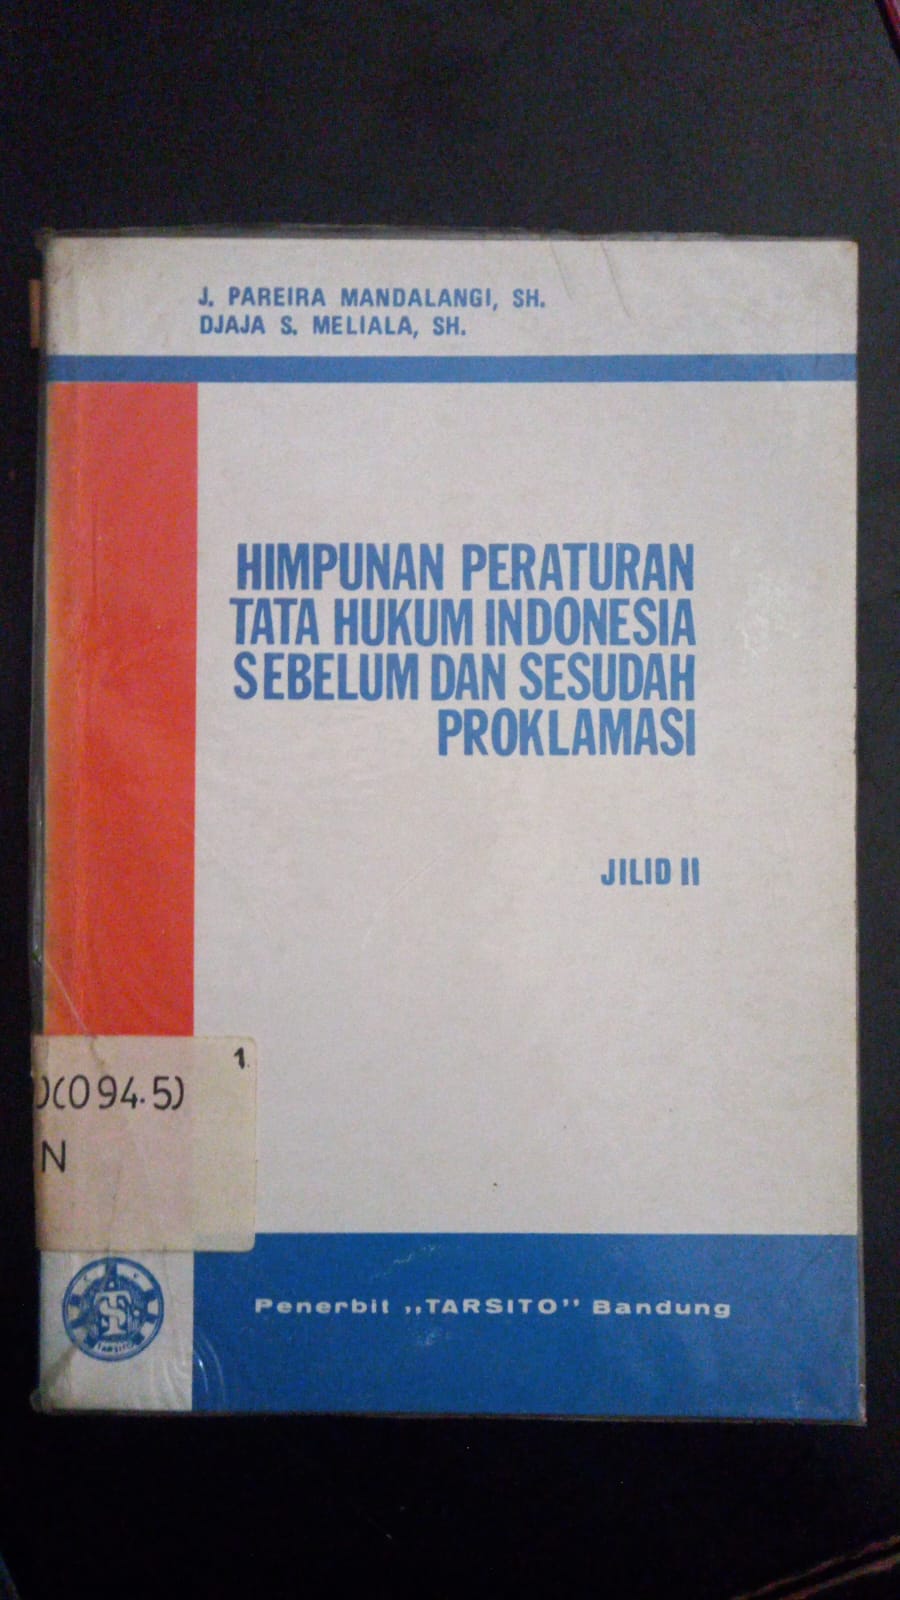 J. PAREIRA MANDALANGI, SH.
DJAJA S. MELIALA, SH.
HIMPUNAN PERATURAN
TATA HUKUM INDONESIA
SEBELUM DAN SESUDAH
PROKLAMASI
JILID II
1
)(094.5)
N
C V
TARSITO
Penerbit „TARSITO" Bandung